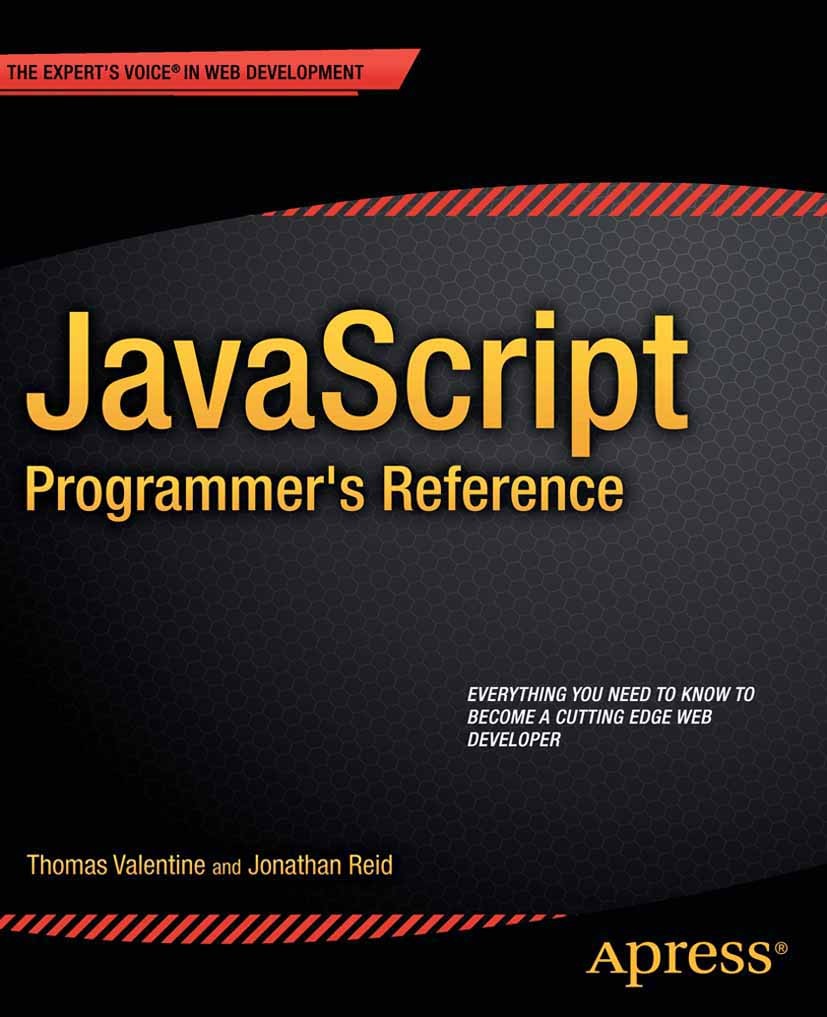 THE EXPERT'S VOICE® IN WEB DEVELOPMENT
JavaScript
Programmer's Reference
EVERYTHING YOU NEED TO KNOW TO
BECOME A CUTTING EDGE WEB
DEVELOPER
Thomas Valentine and Jonathan Reid
Apress®